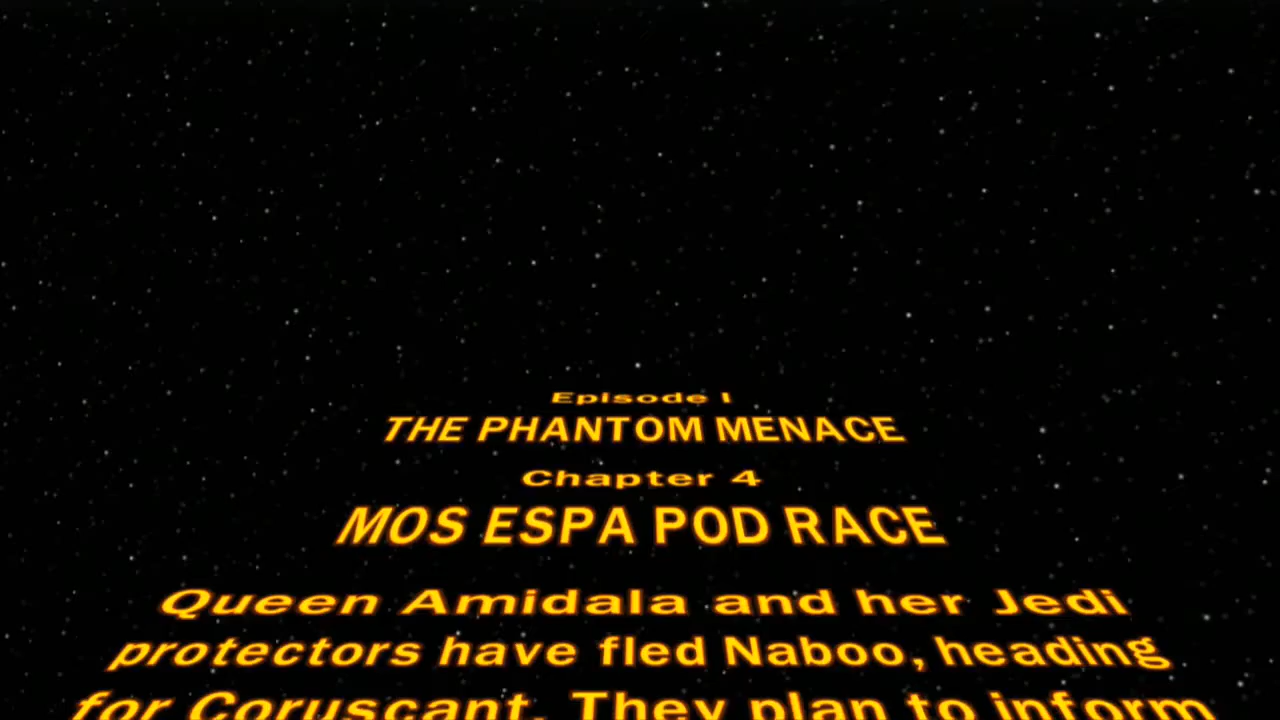 Episode I
THE PHANTOM MENACE
Chapter 4
MOS ESPA POD RACE
Queen Amidala and her Jedi
protectors have fled Naboo, heading
for Coruscant. They plan to inform